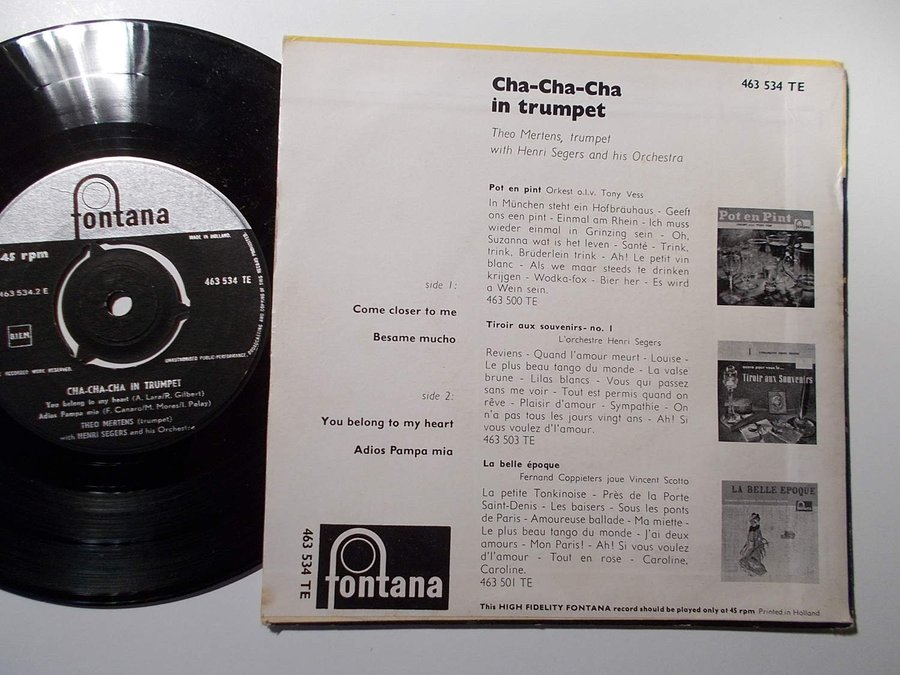 fontana
MADE IN HOLLAND.
45 rpm
463 534 TE
463 534.2 E
B.I.E.N.
RECORDED WORK RESERVED.
UNAUTHORISED PUBLIC PERFORMANCE,
BROADCASTING AND COPYING OF THIS RECORD PROHIBITED
CHA-CHA-CHA IN TRUMPET
You belong to my heart (A. Lara/R. Gilbert)
Adios Pampa mia (F. Canaro/M. Mores/I. Pelay)
THEO MERTENS (trumpet)
with HENRI SEGERS and his Orchestra
Cha-Cha-Cha
in trumpet
463 534 TE
Theo Mertens, trumpet
with Henri Segers and his Orchestra
side 1:
Come closer to me
Besame mucho
side 2:
You belong to my heart
Adios Pampa mia
Pot en pint Orkest o.l.v. Tony Vess
In München steht ein Hofbräuhaus - Geeft
ons een pint - Einmal am Rhein - Ich muss
wieder einmal in Grinzing sein - Oh,
Suzanna wat is het leven - Santé - Trink,
trink, Bruderlein trink - Ah! Le petit vin
blanc - Als we maar steeds te drinken
krijgen - Wodka-fox - Bier her - Es wird
a Wein sein.
463 500 TE
Pot en Pint
Tiroir aux souvenirs - no. 1
L'orchestre Henri Segers
Reviens - Quand l'amour meurt - Louise -
Le plus beau tango du monde - La valse
brune - Lilas blancs - Vous qui passez
sans me voir - Tout est permis quand on
rêve - Plaisir d'amour - Sympathie - On
n'a pas tous les jours vingt ans - Ah! Si
vous voulez d'l'amour.
463 503 TE
Tiroir aux Souvenirs
La belle époque
Fernand Coppieters joue Vincent Scotto
La petite Tonkinoise - Près de la Porte
Saint-Denis - Les baisers - Sous les ponts
de Paris - Amoureuse ballade - Ma miette -
Le plus beau tango du monde - J'ai deux
amours - Mon Paris! - Ah! Si vous voulez
d'l'amour - Tout en rose - Caroline,
Caroline.
463 501 TE
LA BELLE EPOQUE
463 534 TE
fontana
This HIGH FIDELITY FONTANA record should be played only at 45 rpm Printed in Holland